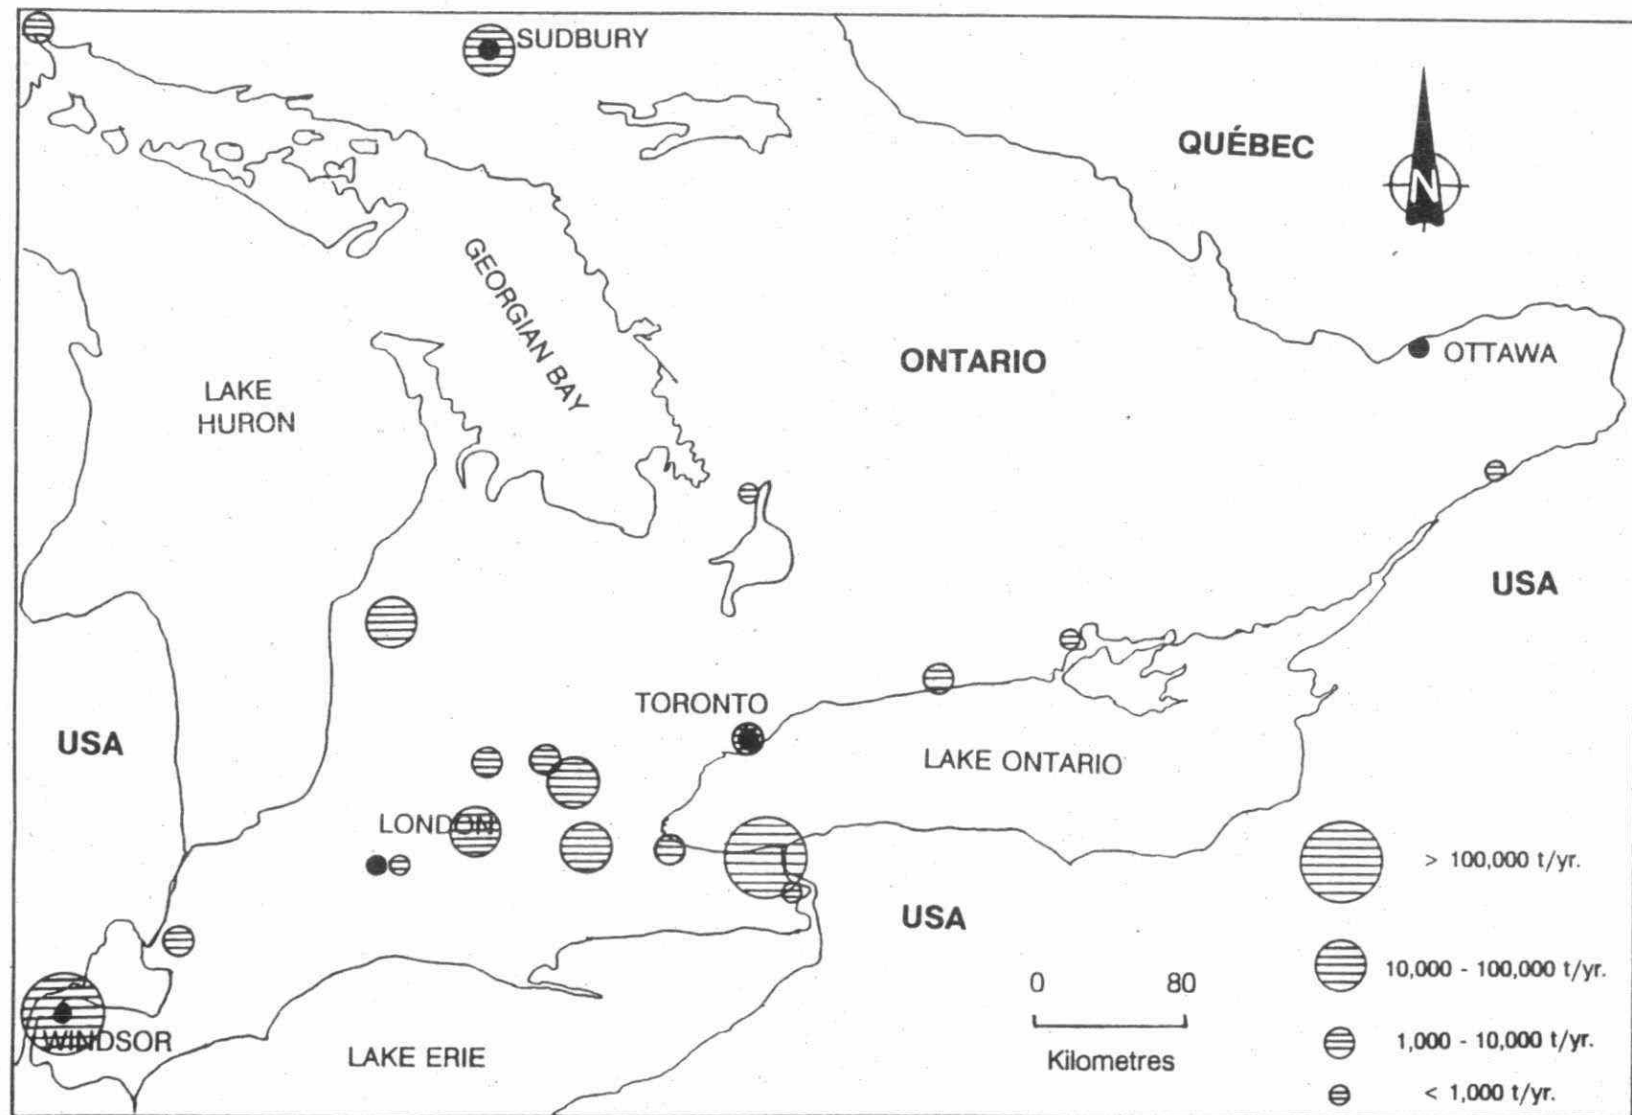 SUDBURY
QUÉBEC
N
GEORGIAN BAY
ONTARIO
OTTAWA
LAKE
HURON
USA
TORONTO
USA
LAKE ONTARIO
LONDON
> 100,000 t/yr.
USA
10,000 - 100,000 t/yr.
0 80
WINDSOR
1,000 - 10,000 t/yr.
LAKE ERIE
Kilometres
< 1,000 t/yr.